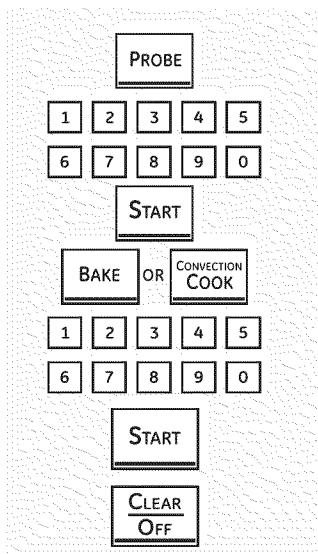 PROBE
1 2 3 4 5
6 7 8 9 0
START
BAKE OR CONVECTION COOK
1 2 3 4 5
6 7 8 9 0
START
CLEAR
OFF